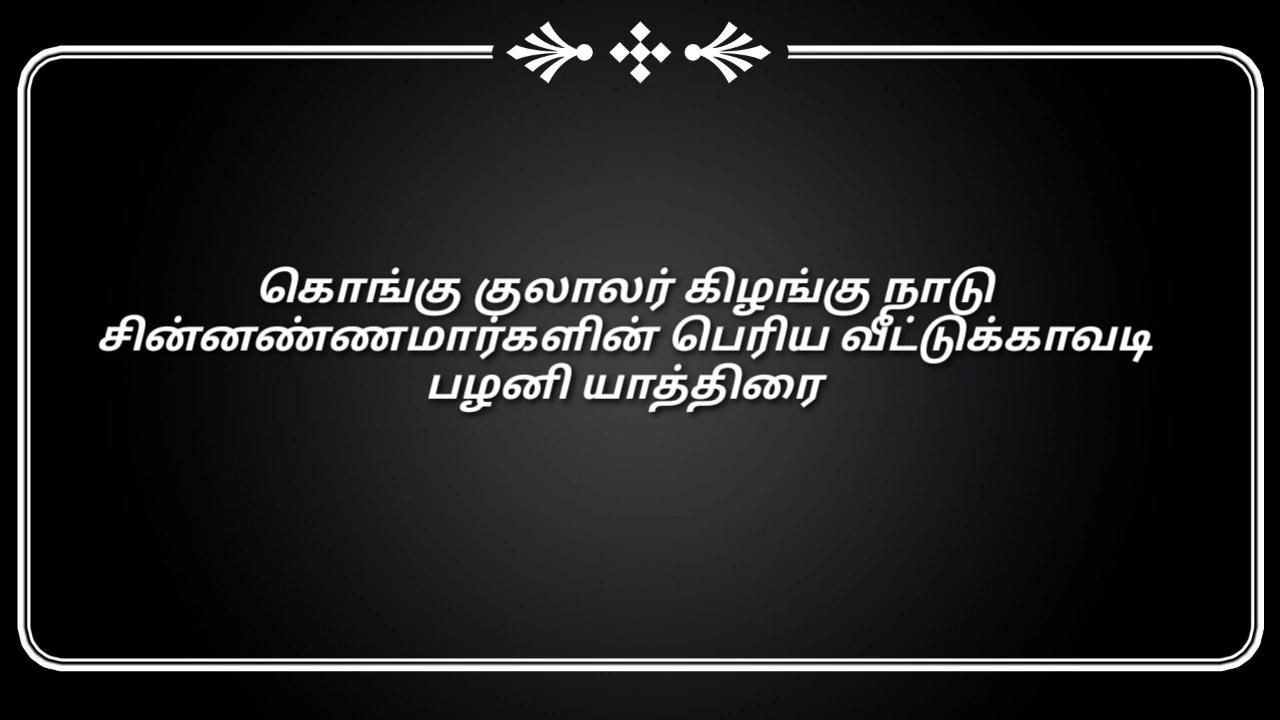 கொங்கு குலாலர் கிழங்கு நாடு
சின்னண்ணமார்களின் பெரிய வீட்டுக்காவடி
பழனி யாத்திரை